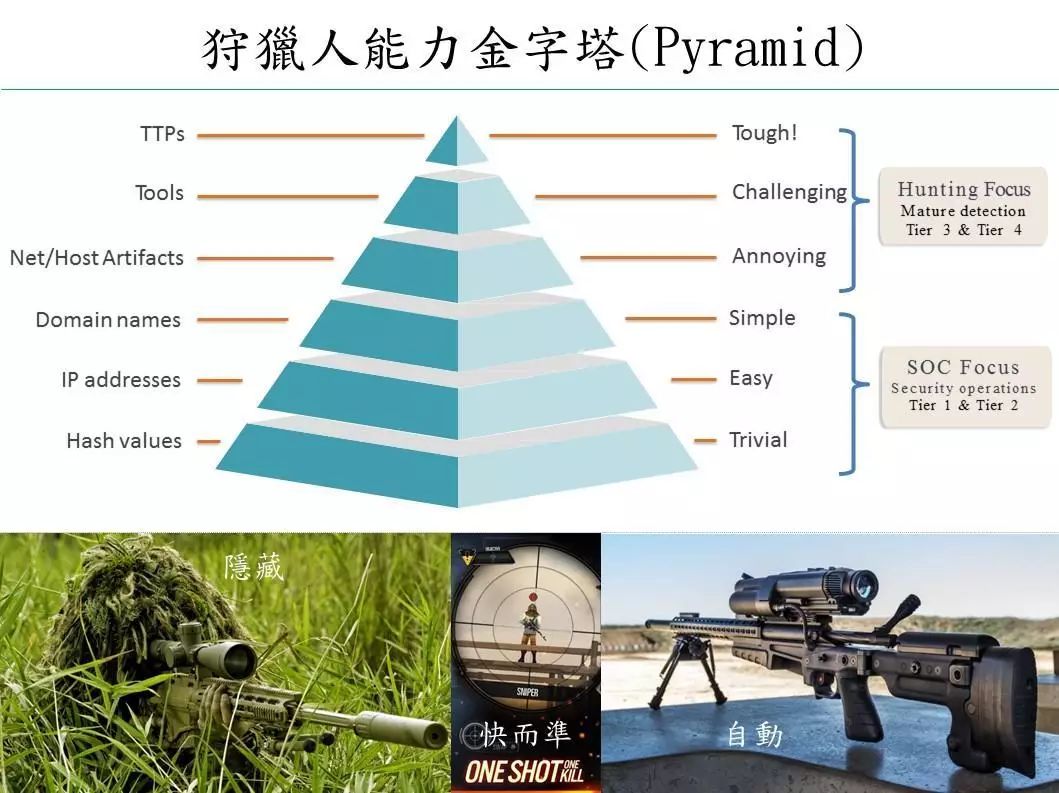 狩獵人能力金字塔(Pyramid)
TTPs
Tough!
Tools
Challenging
Net/Host Artifacts
Annoying
Domain names
Simple
IP addresses
Easy
Hash values
Trivial
Hunting Focus
Mature detection
Tier 3 & Tier 4
SOC Focus
Security operations
Tier 1 & Tier 2
隱藏
SNIPER
快而準
ONE SHOT ONE KILL
自動